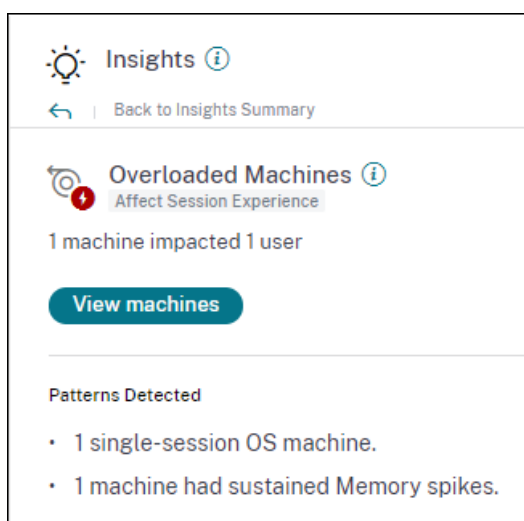 Insights
Back to Insights Summary
Overloaded Machines
Affect Session Experience
1 machine impacted 1 user
View machines
Patterns Detected
• 1 single-session OS machine.
• 1 machine had sustained Memory spikes.